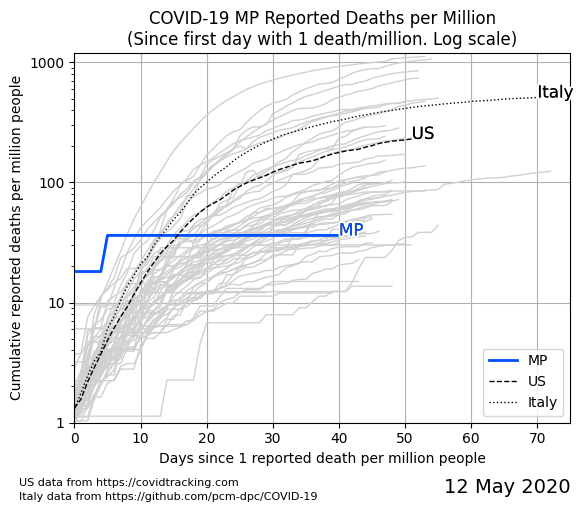 COVID-19 MP Reported Deaths per Million
(Since first day with 1 death/million. Log scale)
Cumulative reported deaths per million people
1000
100
10
1
Italy
US
MP
MP
US
Italy
0 10 20 30 40 50 60 70
Days since 1 reported death per million people
US data from https://covidtracking.com
Italy data from https://github.com/pcm-dpc/COVID-19
12 May 2020